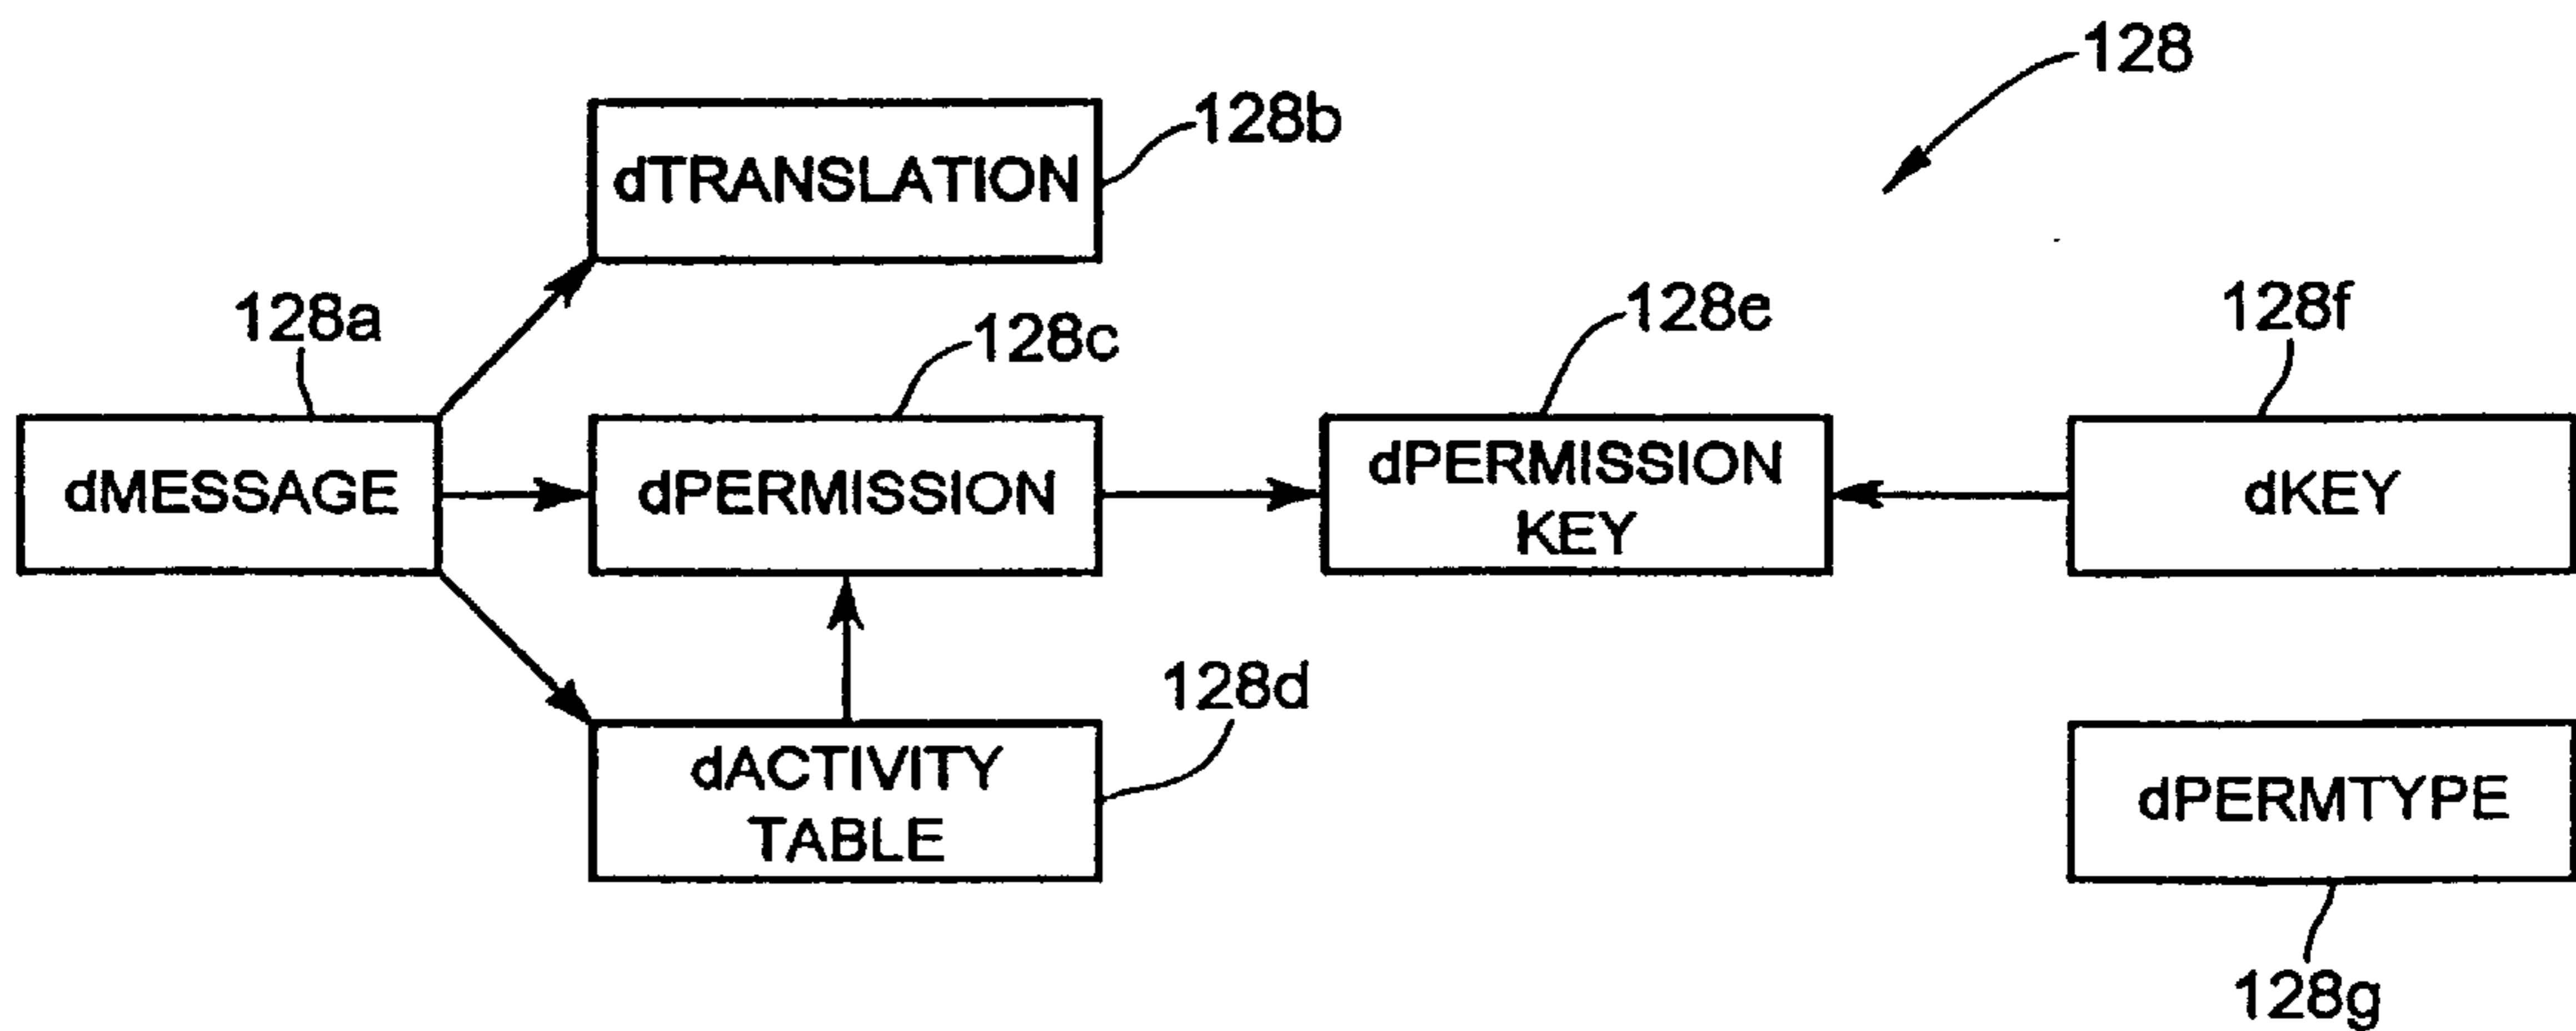 128
128b
dTRANSLATION
128a
128c
128e
128f
dMESSAGE
dPERMISSION
dPERMISSION
KEY
dKEY
128d
dACTIVITY
TABLE
dPERMTYPE
128g